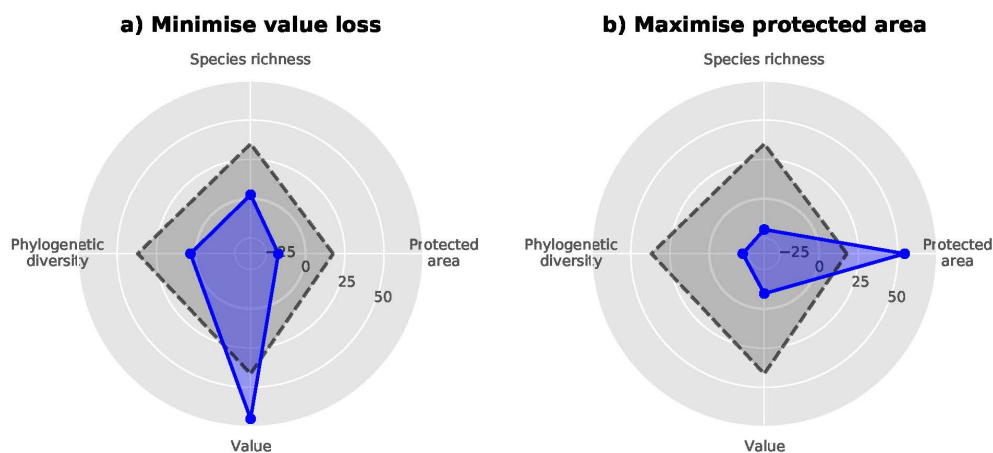 a) Minimise value loss
Species richness
Phylogenetic
diversity
Protected
area
−25
0
25
50
Value
b) Maximise protected area
Species richness
Phylogenetic
diversity
Protected
area
−25
0
25
50
Value